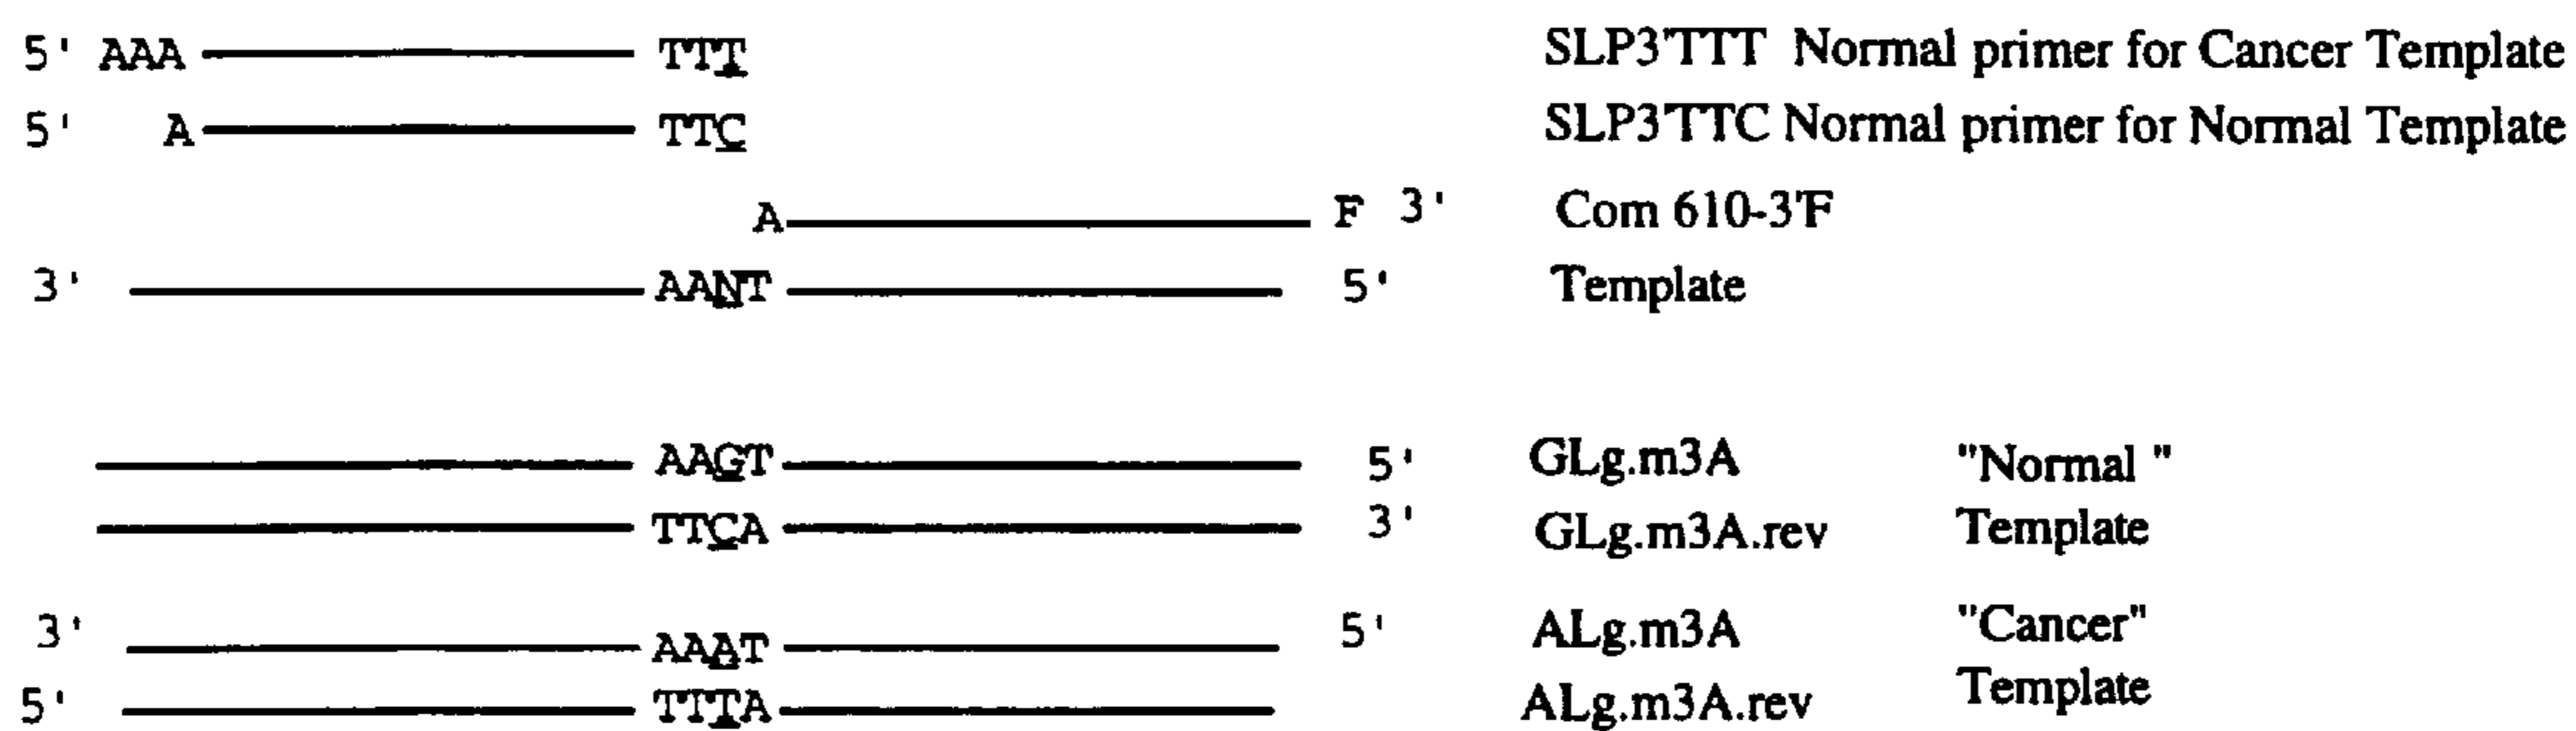 5' AAA TTT SLP3'TTT Normal primer for Cancer Template
5' A TTC SLP3'TTC Normal primer for Normal Template
A F 3' Com 610-3'F
3' AANT 5' Template
AAGT 5' GLg.m3A "Normal "
TTCA 3' GLg.m3A.rev Template
3' AAAT 5' ALg.m3A "Cancer"
5' TTTA ALg.m3A.rev Template